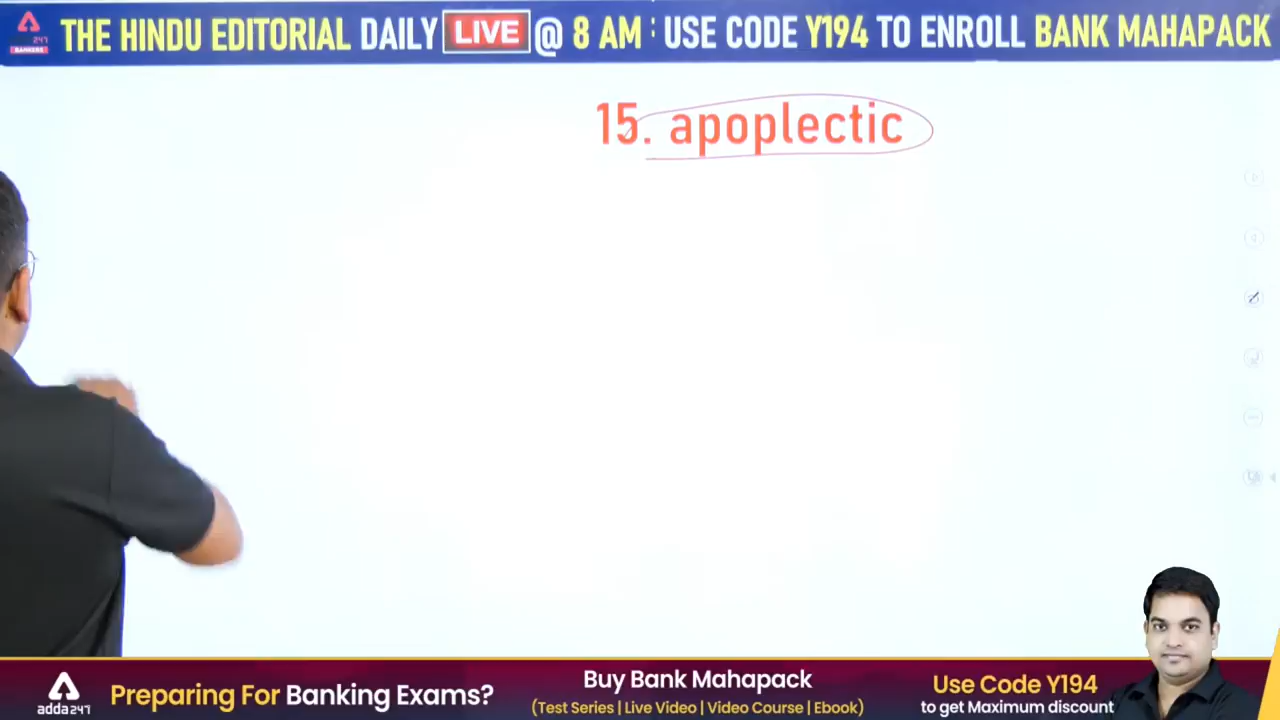 247
BANKERS
THE HINDU EDITORIAL DAILY LIVE @ 8 AM : USE CODE Y194 TO ENROLL BANK MAHAPACK
15. apoplectic
adda247
Preparing For Banking Exams?
Buy Bank Mahapack
(Test Series | Live Video | Video Course | Ebook)
Use Code Y194
to get Maximum discount